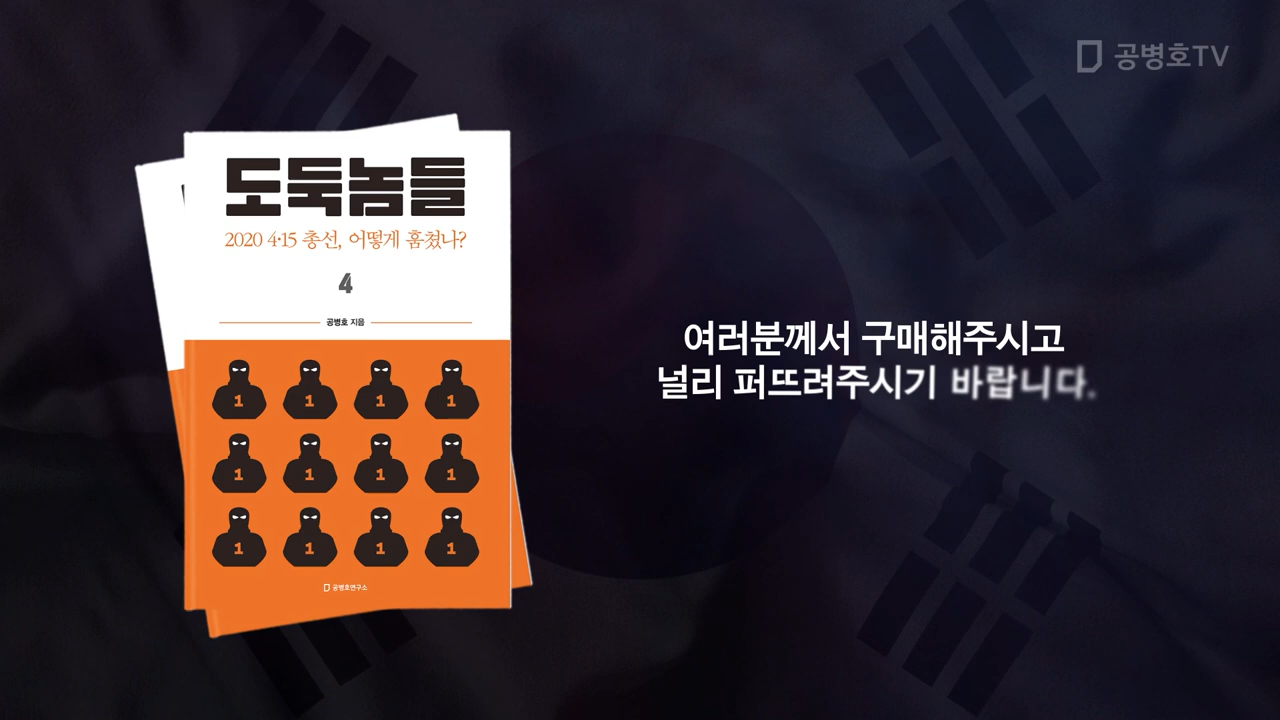 공병호TV
도둑놈들
2020 4·15 총선, 어떻게 훔쳤나?
4
공병호 지음
1 1 1 1
1 1 1 1
1 1 1 1
공병호연구소
여러분께서 구매해주시고
널리 퍼뜨려주시기 바랍니다.